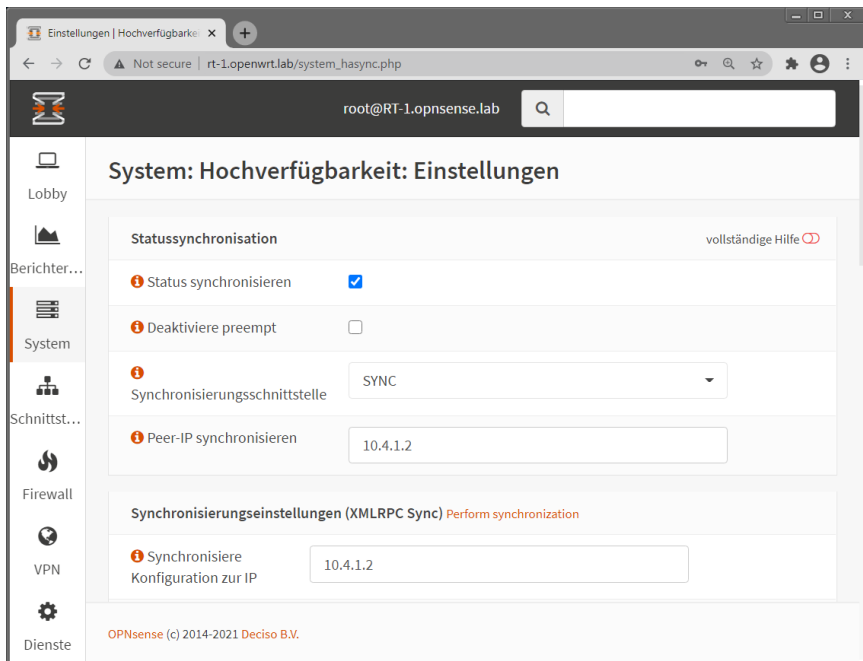 Einstellungen | Hochverfügbarke
Not secure | rt-1.openwrt.lab/system_hasync.php
root@RT-1.opnsense.lab
Lobby
Berichter...
System
Schnittst...
Firewall
VPN
Dienste
System: Hochverfügbarkeit: Einstellungen
Statussynchronisation
vollständige Hilfe
Status synchronisieren
Deaktiviere preempt
Synchronisierungsschnittstelle
SYNC
Peer-IP synchronisieren
10.4.1.2
Synchronisierungseinstellungen (XMLRPC Sync) Perform synchronization
Synchronisiere
Konfiguration zur IP
10.4.1.2
OPNsense (c) 2014-2021 Deciso B.V.